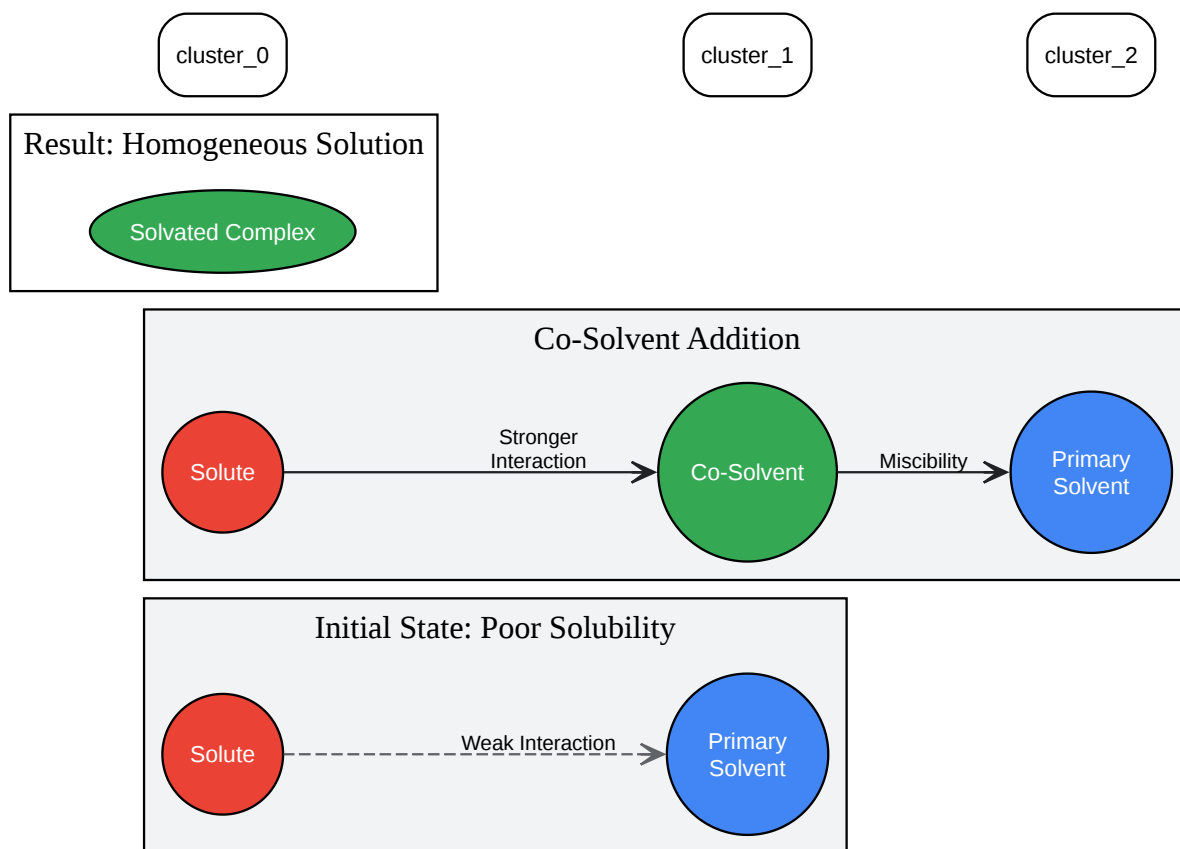 cluster_0
cluster_1
cluster_2
Result: Homogeneous Solution
Solvated Complex
Co-Solvent Addition
Solute
Stronger
Interaction
Co-Solvent
Miscibility
Primary
Solvent
Initial State: Poor Solubility
Solute
Weak Interaction
Primary
Solvent